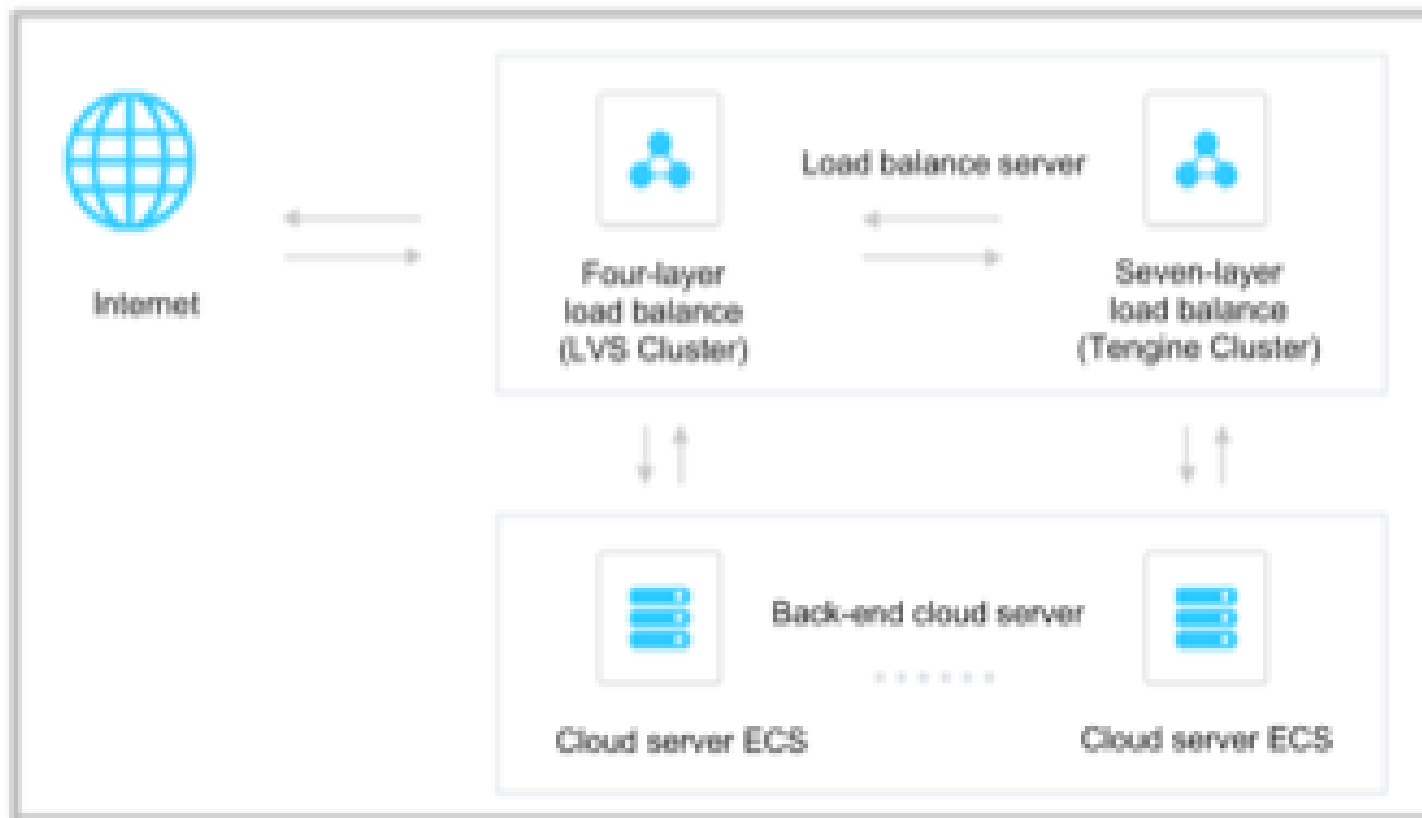 Load balance server
Internet
Four-layer
load balance
(LVS Cluster)
Seven-layer
load balance
(Tengine Cluster)
Back-end cloud server
Cloud server ECS
Cloud server ECS